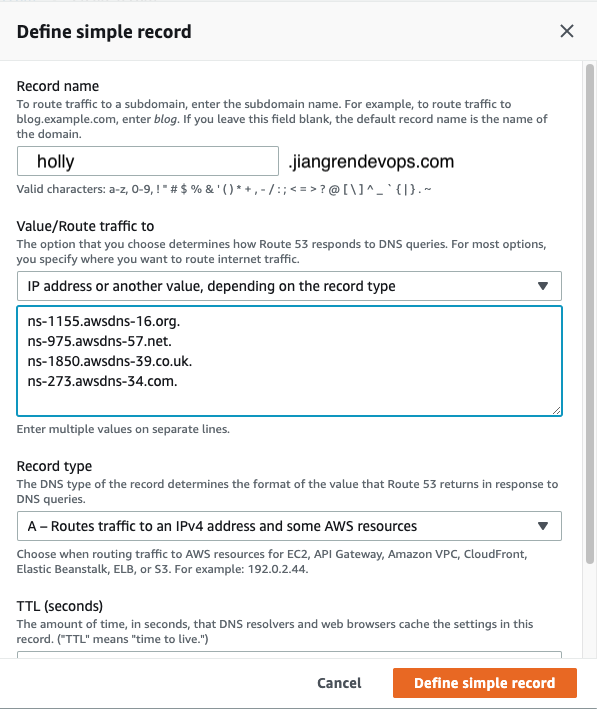 Define simple record
Record name
To route traffic to a subdomain, enter the subdomain name. For example, to route traffic to
blog.example.com, enter blog. If you leave this field blank, the default record name is the name of
the domain.
holly .jiangrendevops.com
Valid characters: a-z, 0-9, ! " # $ % & ' ( ) * + , - / : ; < = > ? @ [ \ ] ^ _ ` { | } . ~
Value/Route traffic to
The option that you choose determines how Route 53 responds to DNS queries. For most options,
you specify where you want to route internet traffic.
IP address or another value, depending on the record type
ns-1155.awsdns-16.org.
ns-975.awsdns-57.net.
ns-1850.awsdns-39.co.uk.
ns-273.awsdns-34.com.
Enter multiple values on separate lines.
Record type
The DNS type of the record determines the format of the value that Route 53 returns in response to
DNS queries.
A – Routes traffic to an IPv4 address and some AWS resources
Choose when routing traffic to AWS resources for EC2, API Gateway, Amazon VPC, CloudFront,
Elastic Beanstalk, ELB, or S3. For example: 192.0.2.44.
TTL (seconds)
The amount of time, in seconds, that DNS resolvers and web browsers cache the settings in this
record. ("TTL" means "time to live.")
Cancel Define simple record